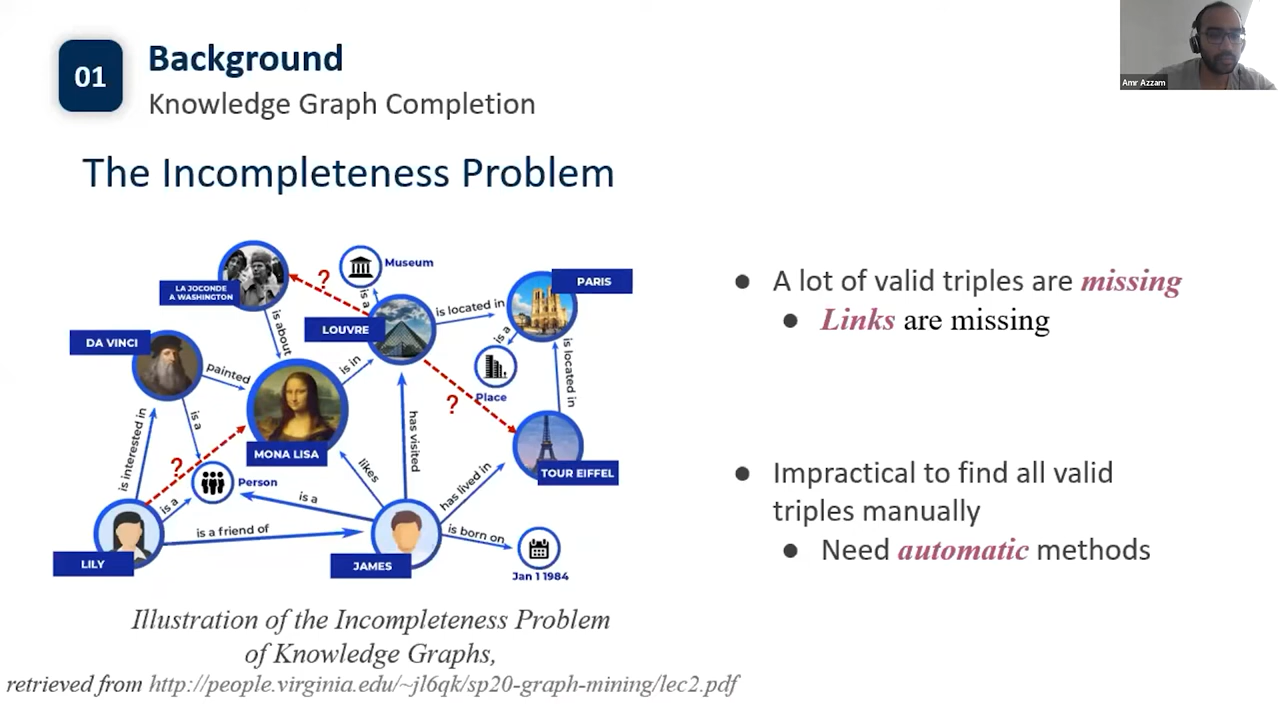 01
Background
Knowledge Graph Completion
Amr Azzam
The Incompleteness Problem
LA JOCONDE
A WASHINGTON
?
Museum
is a
PARIS
LOUVRE
is located in
is about
DA VINCI
painted
is in
is a
Place
is located in
?
is interested in
is a
MONA LISA
has visited
TOUR EIFFEL
?
Person
likes
has lived in
is a
is a
is a friend of
is born on
LILY
JAMES
Jan 1 1984
Illustration of the Incompleteness Problem
of Knowledge Graphs,
retrieved from http://people.virginia.edu/~jl6qk/sp20-graph-mining/lec2.pdf
● A lot of valid triples are missing
● Links are missing
● Impractical to find all valid
triples manually
● Need automatic methods